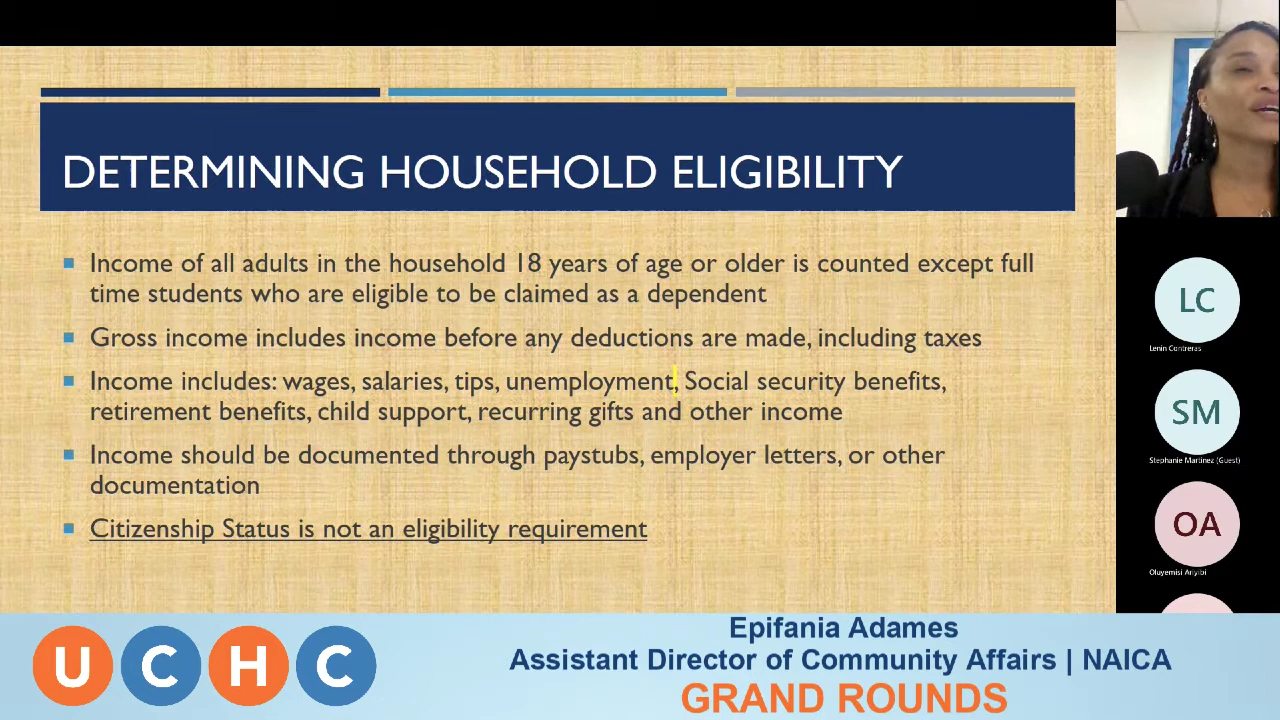 DETERMINING HOUSEHOLD ELIGIBILITY
Income of all adults in the household 18 years of age or older is counted except full
time students who are eligible to be claimed as a dependent
Gross income includes income before any deductions are made, including taxes
Income includes: wages, salaries, tips, unemployment, Social security benefits,
retirement benefits, child support, recurring gifts and other income
Income should be documented through paystubs, employer letters, or other
documentation
Citizenship Status is not an eligibility requirement
LC
Lenin Contreras
SM
Stephanie Martinez (Guest)
OA
Oluyemisi Aniyibi
UCHC
Epifania Adames
Assistant Director of Community Affairs | NAICA
GRAND ROUNDS